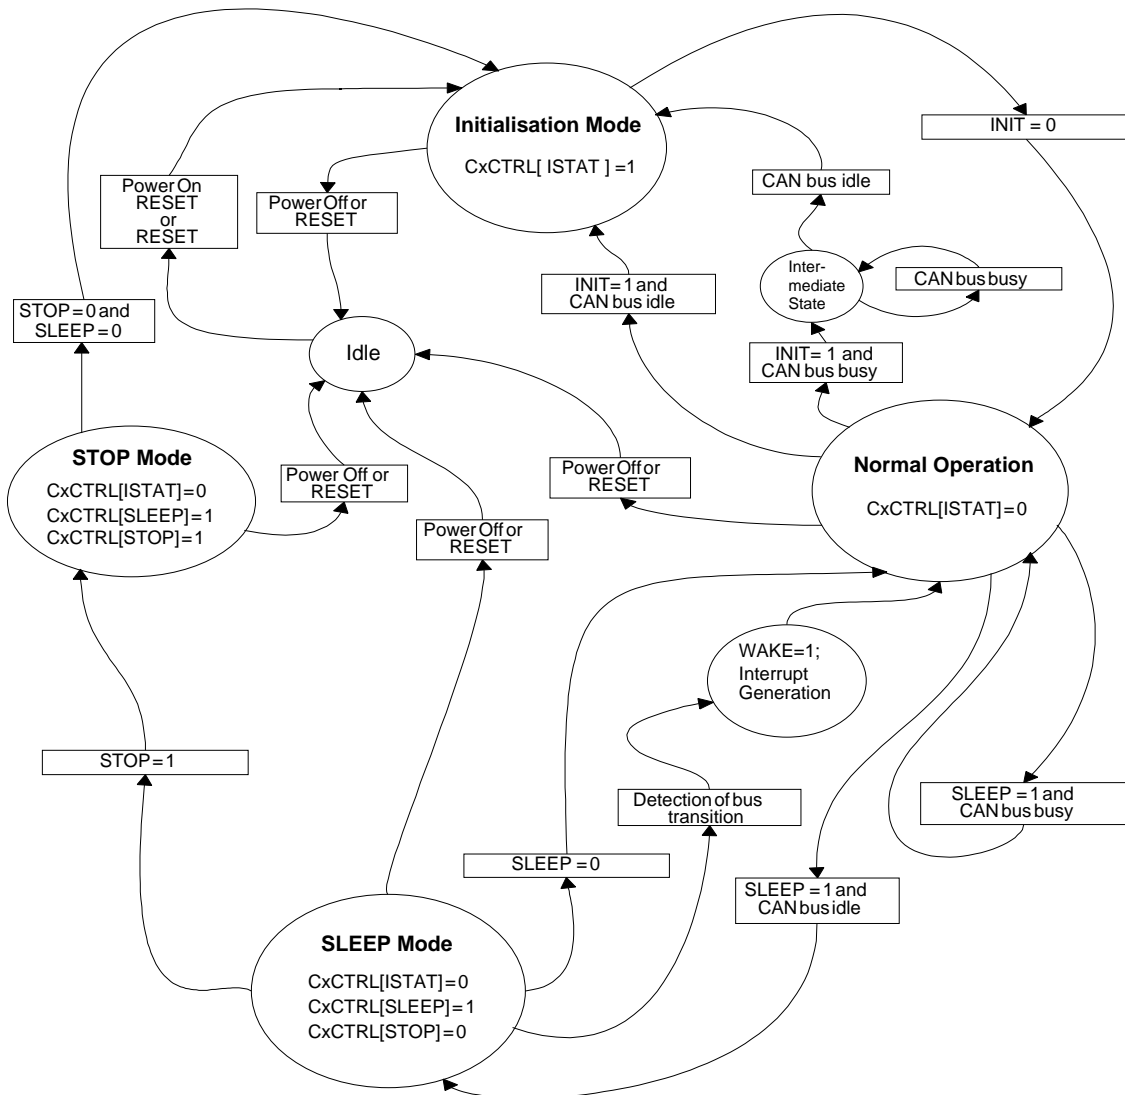 Initialisation Mode
CxCTRL[ ISTAT ] =1
INIT = 0
Power On
RESET
or
RESET
Power Off or
RESET
CAN bus idle
Inter-
mediate
State
CAN bus busy
INIT= 1 and
CAN bus idle
STOP=0 and
SLEEP=0
Idle
INIT= 1 and
CAN bus busy
STOP Mode
CxCTRL[ISTAT]=0
CxCTRL[SLEEP]=1
CxCTRL[STOP]=1
Power Off or
RESET
Power Off or
RESET
Power Off or
RESET
Normal Operation
CxCTRL[ISTAT]=0
WAKE=1;
Interrupt
Generation
STOP=1
Detection of bus
transition
SLEEP =1 and
CAN bus busy
SLEEP =0
SLEEP =1 and
CAN bus idle
SLEEP Mode
CxCTRL[ISTAT]=0
CxCTRL[SLEEP]=1
CxCTRL[STOP]=0